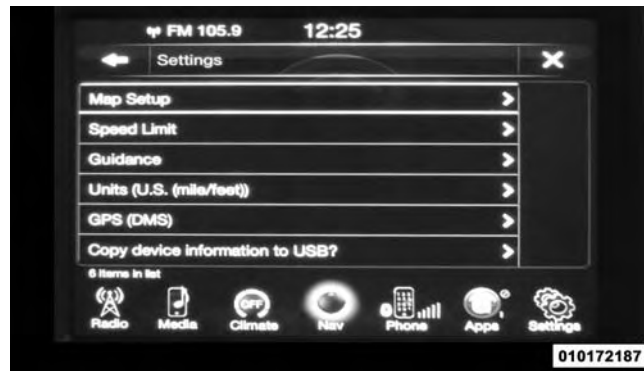 FM 105.9 12:25
Settings
Map Setup
Speed Limit
Guidance
Units (U.S. (mile/feet))
GPS (DMS)
Copy device information to USB?
6 items in list
OFF
Radio Media Climate Nav Phone Apps Settings
010172187